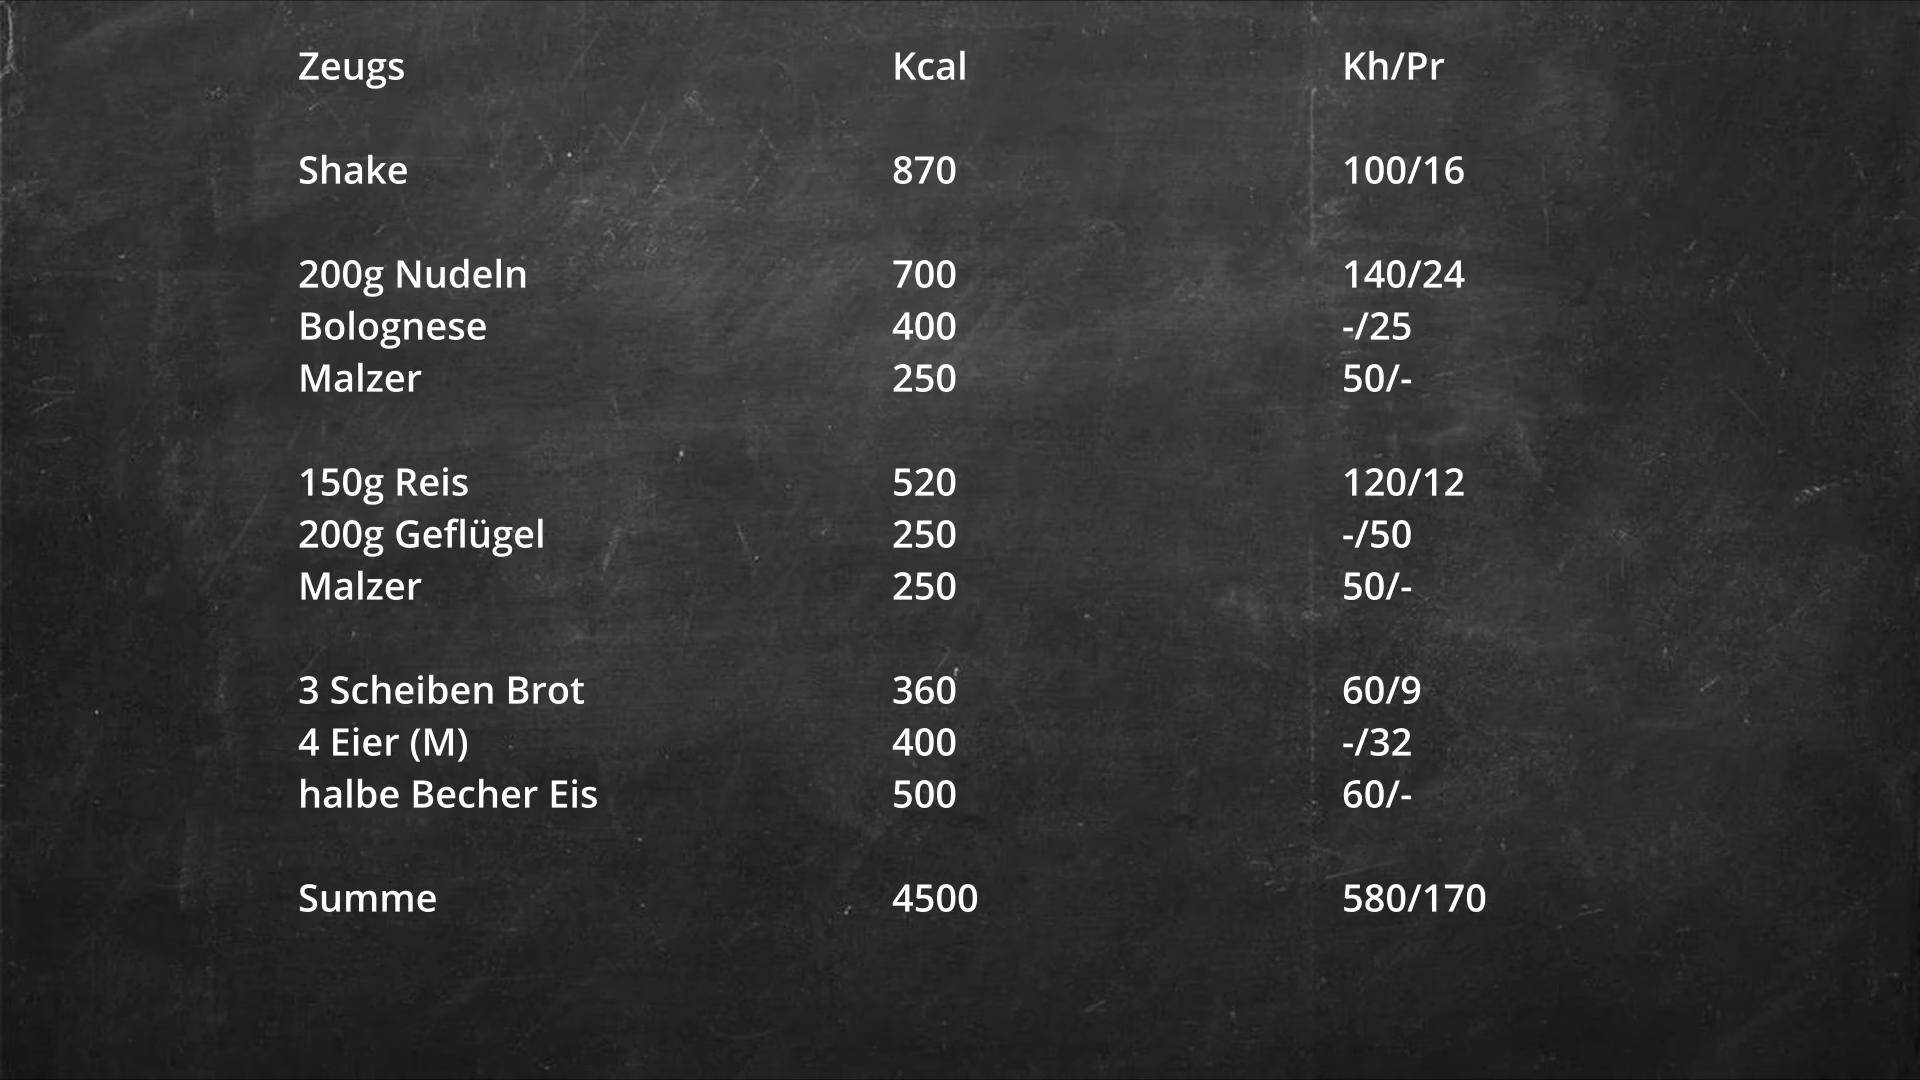 Zeugs Kcal Kh/Pr
Shake 870 100/16
200g Nudeln 700 140/24
Bolognese 400 -/25
Malzer 250 50/-
150g Reis 520 120/12
200g Geflügel 250 -/50
Malzer 250 50/-
3 Scheiben Brot 360 60/9
4 Eier (M) 400 -/32
halbe Becher Eis 500 60/-
Summe 4500 580/170